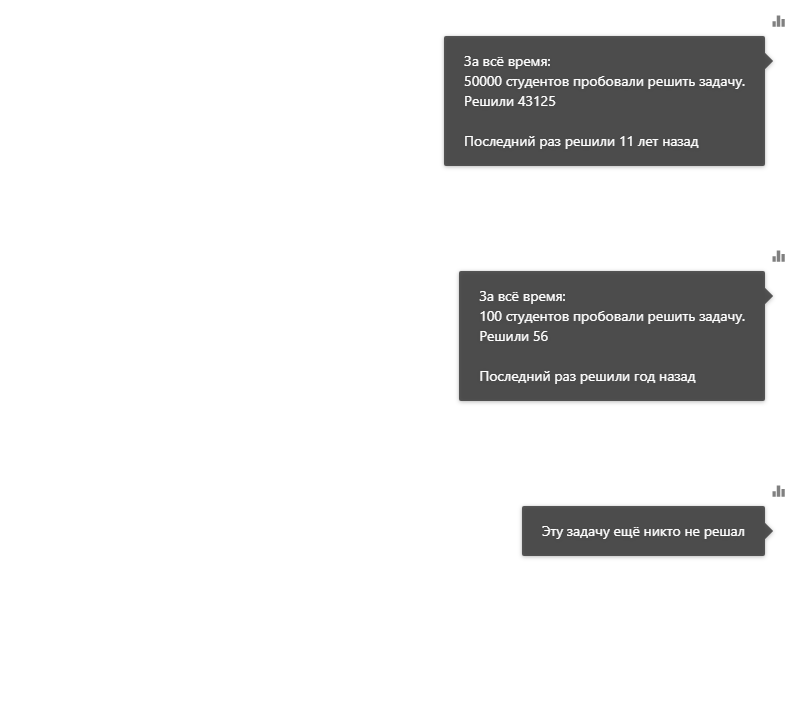 За всё время:
50000 студентов пробовали решить задачу.
Решили 43125
Последний раз решили 11 лет назад
За всё время:
100 студентов пробовали решить задачу.
Решили 56
Последний раз решили год назад
Эту задачу ещё никто не решал